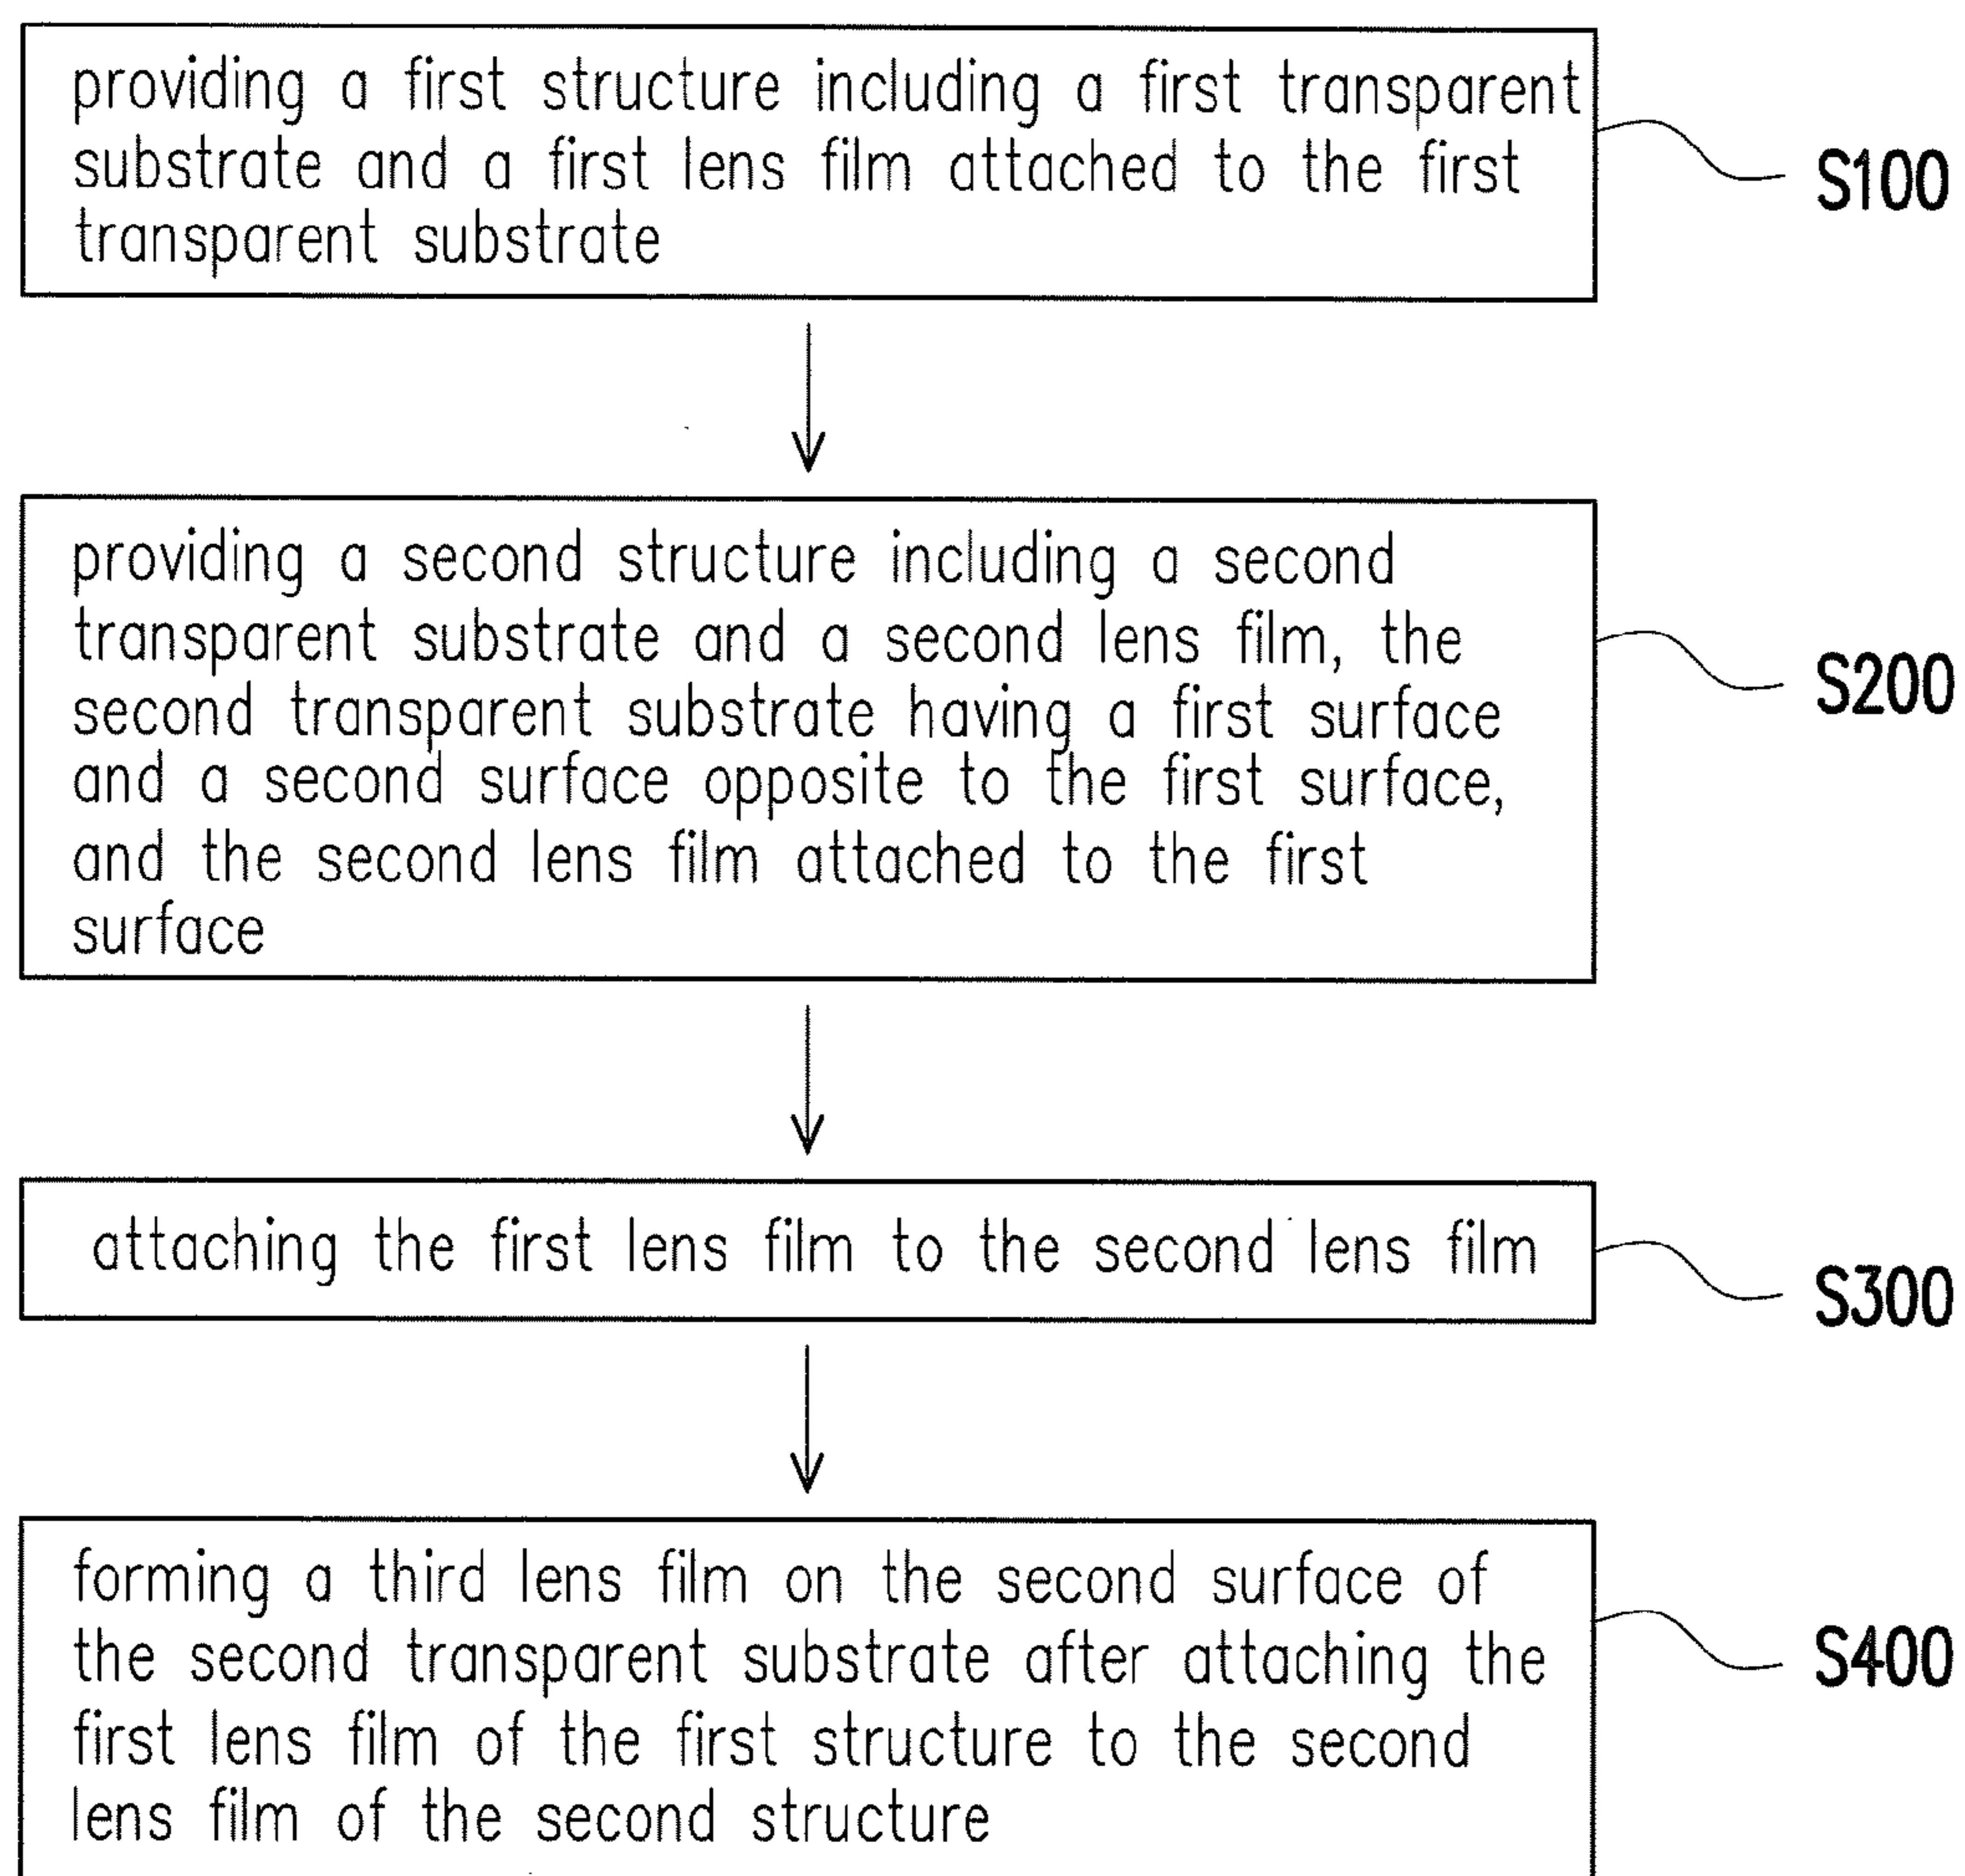 providing a first structure including a first transparent
substrate and a first lens film attached to the first
transparent substrate
S100
providing a second structure including a second
transparent substrate and a second lens film, the
second transparent substrate having a first surface
and a second surface opposite to the first surface,
and the second lens film attached to the first
surface
S200
attaching the first lens film to the second lens film
S300
forming a third lens film on the second surface of
the second transparent substrate after attaching the
first lens film of the first structure to the second
lens film of the second structure
S400